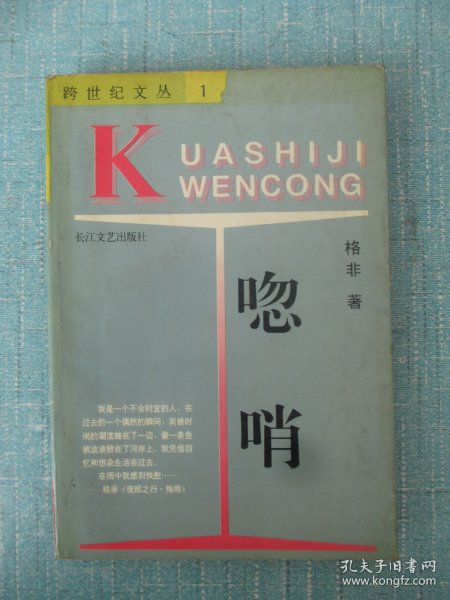 跨世纪文丛 1
KUASHIJI
WENCONG
长江文艺出版社
格非 著
唿哨
我是一个不合时宜的人,在
过去的一个偶然的瞬间,我被时
尚的潮流抛在了一边,像一条鱼
被波浪掀在了河岸上,我凭借回
忆和想象生活在过去。
在雨中我感到快慰……
——格非《夜郎之行·梅雨》
孔夫子旧书网
www.kongfz.com